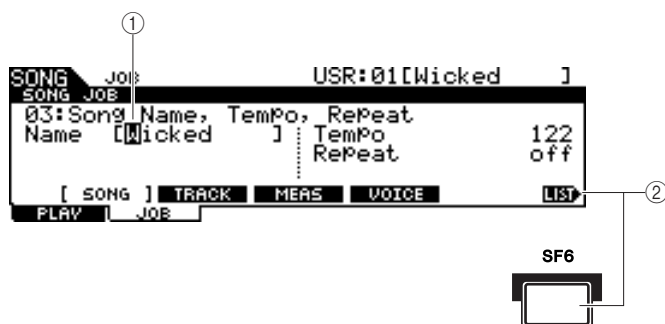 ①
SONG JOB USR:01[Wicked ]
SONG JOB
03:Song Name, Tempo, Repeat
Name [Wicked ] Tempo 122
Repeat off
[ SONG ] TRACK MEAS VOICE LIST
②
PLAY JOB
SF6